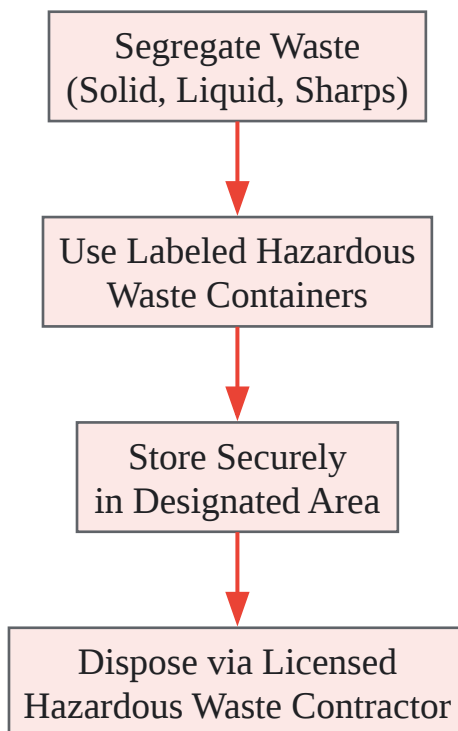 Segregate Waste
(Solid, Liquid, Sharps)
Use Labeled Hazardous
Waste Containers
Store Securely
in Designated Area
Dispose via Licensed
Hazardous Waste Contractor